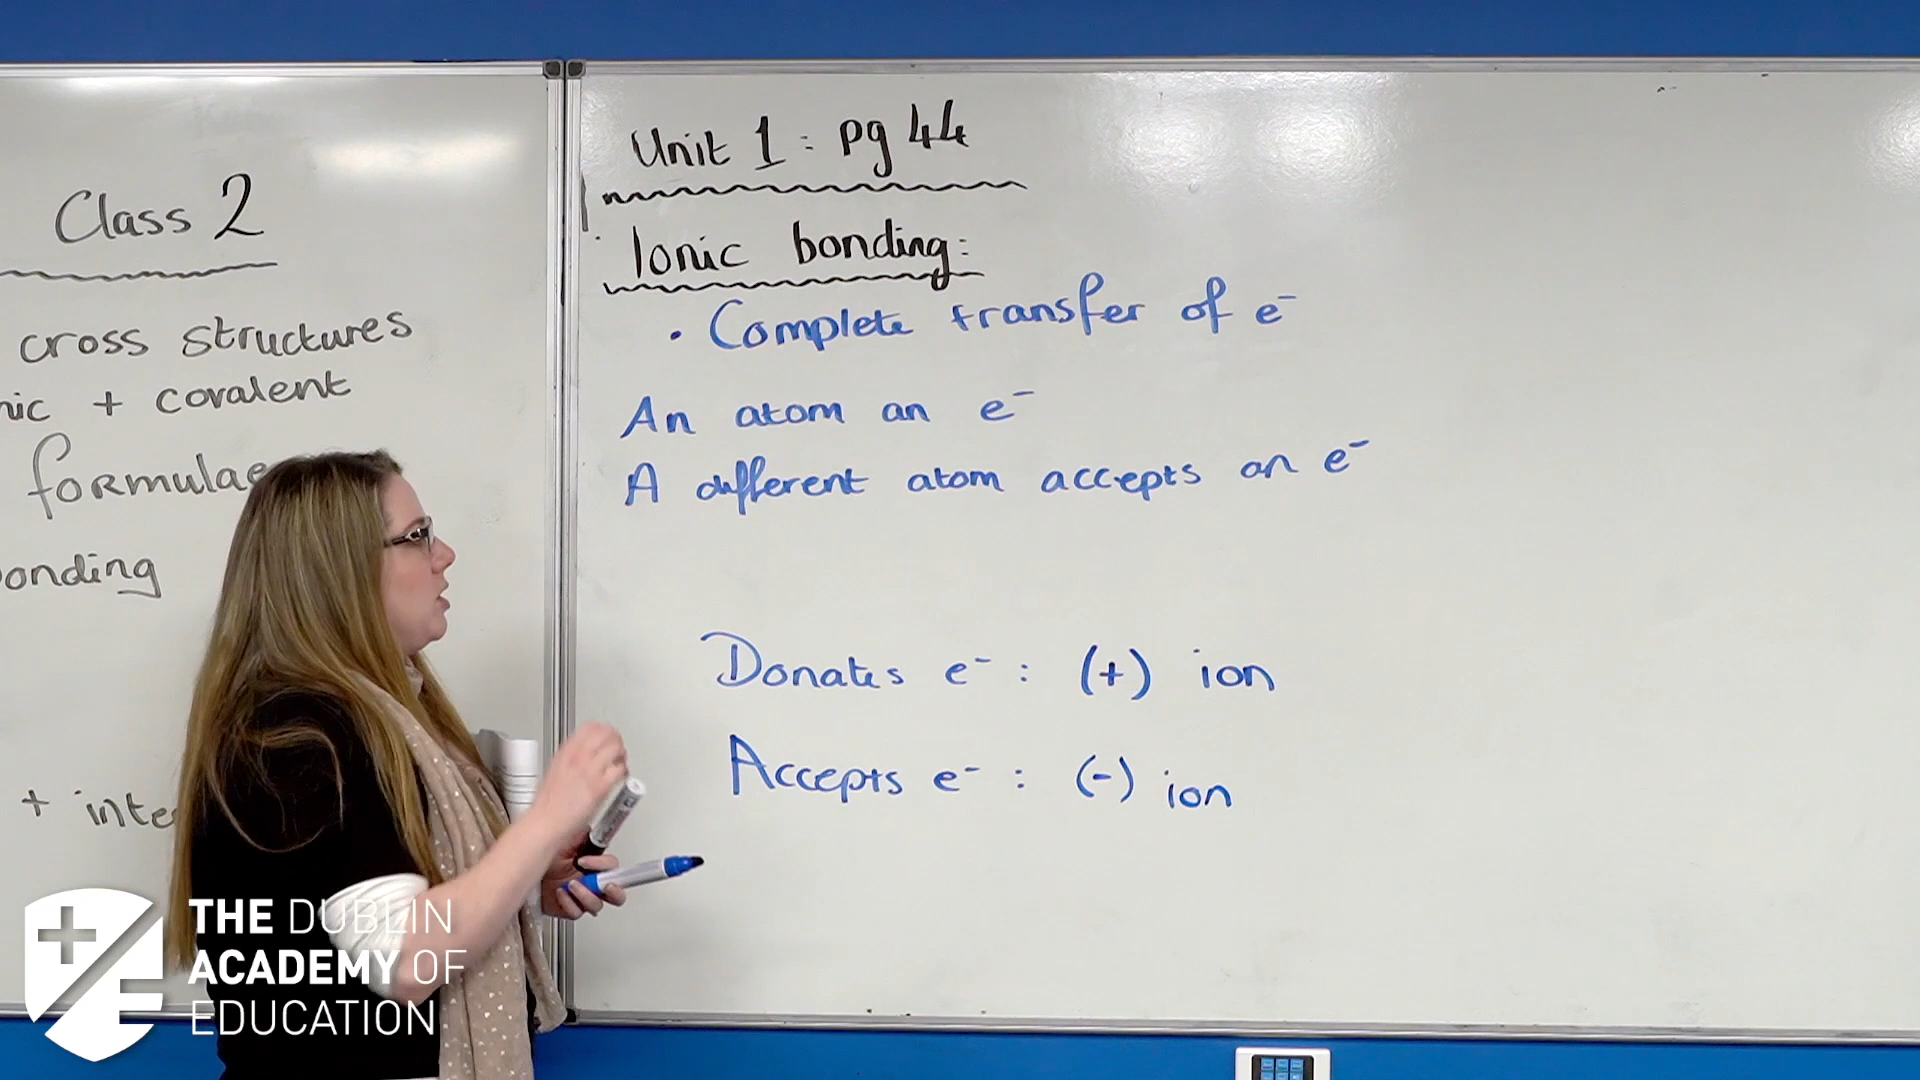 Class 2
cross structures
nic + covalent
formulae
bonding
+ inte
Unit 1 : pg 44
Ionic bonding:
• Complete transfer of e⁻
An atom an e⁻
A different atom accepts an e⁻
Donates e⁻ : (+) ion
Accepts e⁻ : (-) ion
THE DUBLIN
ACADEMY OF
EDUCATION